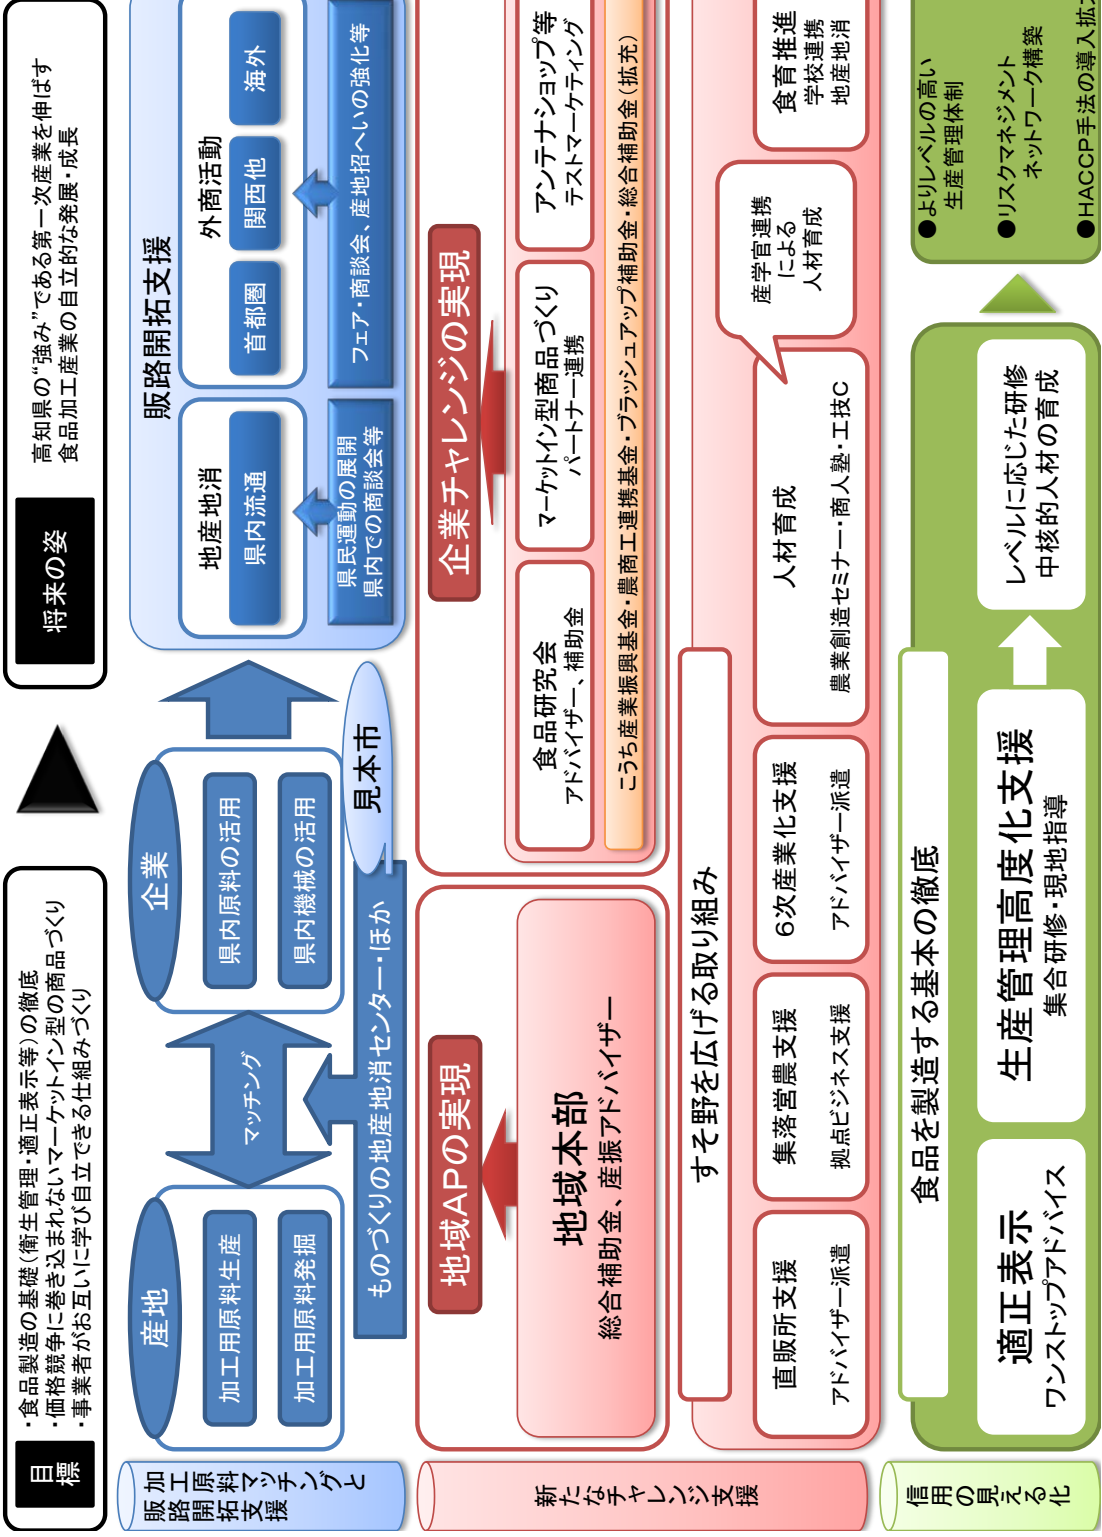 目
標
・食品製造の基礎(衛生管理・適正表示等)の徹底
・価格競争に巻き込まれないマーケットイン型の商品づくり
・事業者がお互いに学び自立できる仕組みづくり
将来の姿
高知県の“強み”である第一次産業を伸ばす
食品加工産業の自立的な発展・成長
加工原料マッチングと
販路開拓支援
産地
加工用原料生産
加工用原料発掘
マッチング
企業
県内原料の活用
県内機械の活用
ものづくりの地産地消センター・ほか
見本市
販路開拓支援
地産地消
県内流通
県民運動の展開
県内での商談会等
外商活動
首都圏
関西他
海外
フェア・商談会、産地招へいの強化等
新たなチャレンジ支援
地域APの実現
地域本部
総合補助金、産振アドバイザー
企業チャレンジの実現
食品研究会
アドバイザー、補助金
マーケットイン型商品づくり
パートナー連携
アンテナショップ等
テストマーケティング
こうち産業振興基金・農商工連携基金・ブラッシュアップ補助金・総合補助金(拡充)
すそ野を広げる取り組み
直販所支援
アドバイザー派遣
集落営農支援
拠点ビジネス支援
6次産業化支援
アドバイザー派遣
人材育成
農業創造セミナー・商人塾・工技C
産学官連携
による
人材育成
食育推進
学校連携
地産地消
信用の見える化
食品を製造する基本の徹底
適正表示
ワンストップアドバイス
生産管理高度化支援
集合研修・現地指導
レベルに応じた研修
中核的人材の育成
●よりレベルの高い
生産管理体制
●リスクマネジメント
ネットワーク構築
●HACCP手法の導入拡